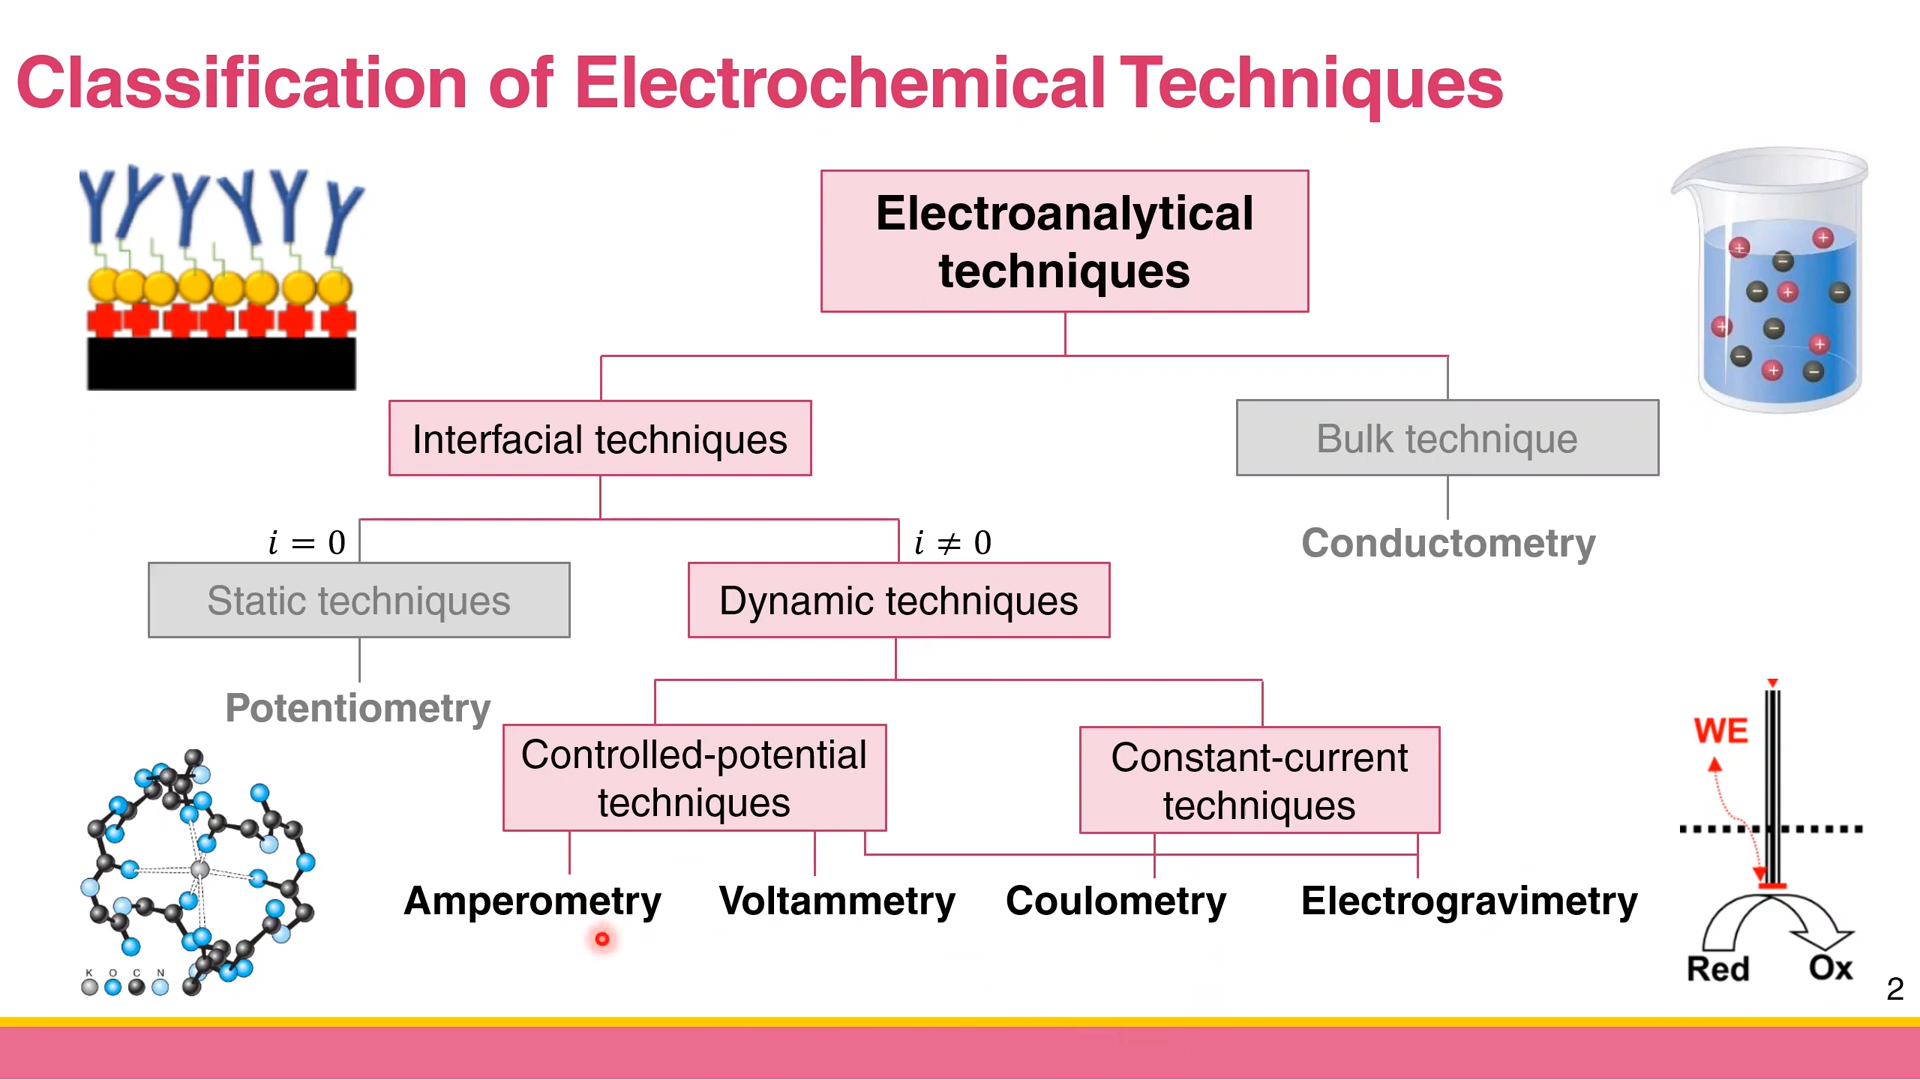 Classification of Electrochemical Techniques
Electroanalytical
techniques
Interfacial techniques
Bulk technique
i = 0
i ≠ 0
Conductometry
Static techniques
Dynamic techniques
Potentiometry
Controlled-potential
techniques
Constant-current
techniques
WE
Amperometry
Voltammetry
Coulometry
Electrogravimetry
K O C N
Red
Ox
2